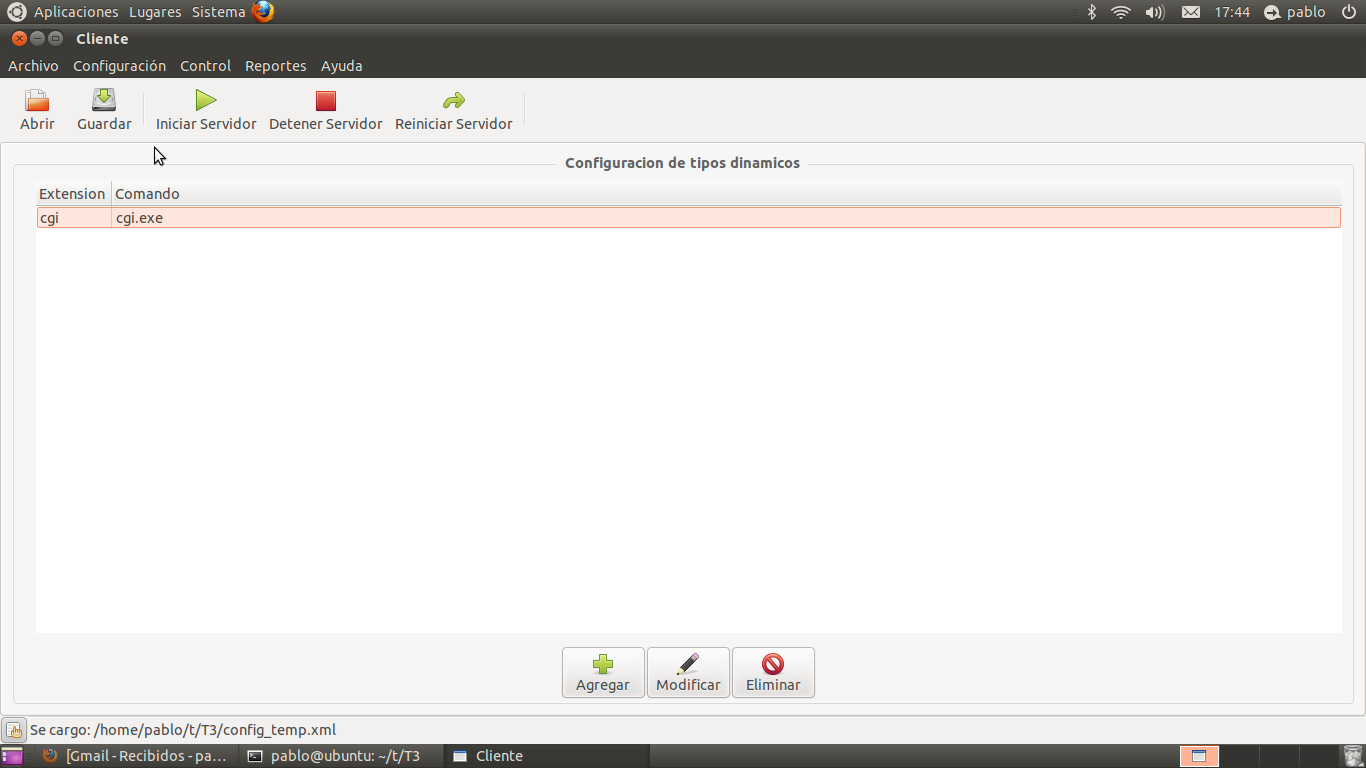 Aplicaciones Lugares Sistema 17:44 pablo
Cliente
Archivo Configuración Control Reportes Ayuda
Abrir Guardar Iniciar Servidor Detener Servidor Reiniciar Servidor
Configuracion de tipos dinamicos
Extension Comando
cgi cgi.exe
Agregar Modificar Eliminar
Se cargo: /home/pablo/t/T3/config_temp.xml
[Gmail - Recibidos - pa... pablo@ubuntu: ~/t/T3 Cliente